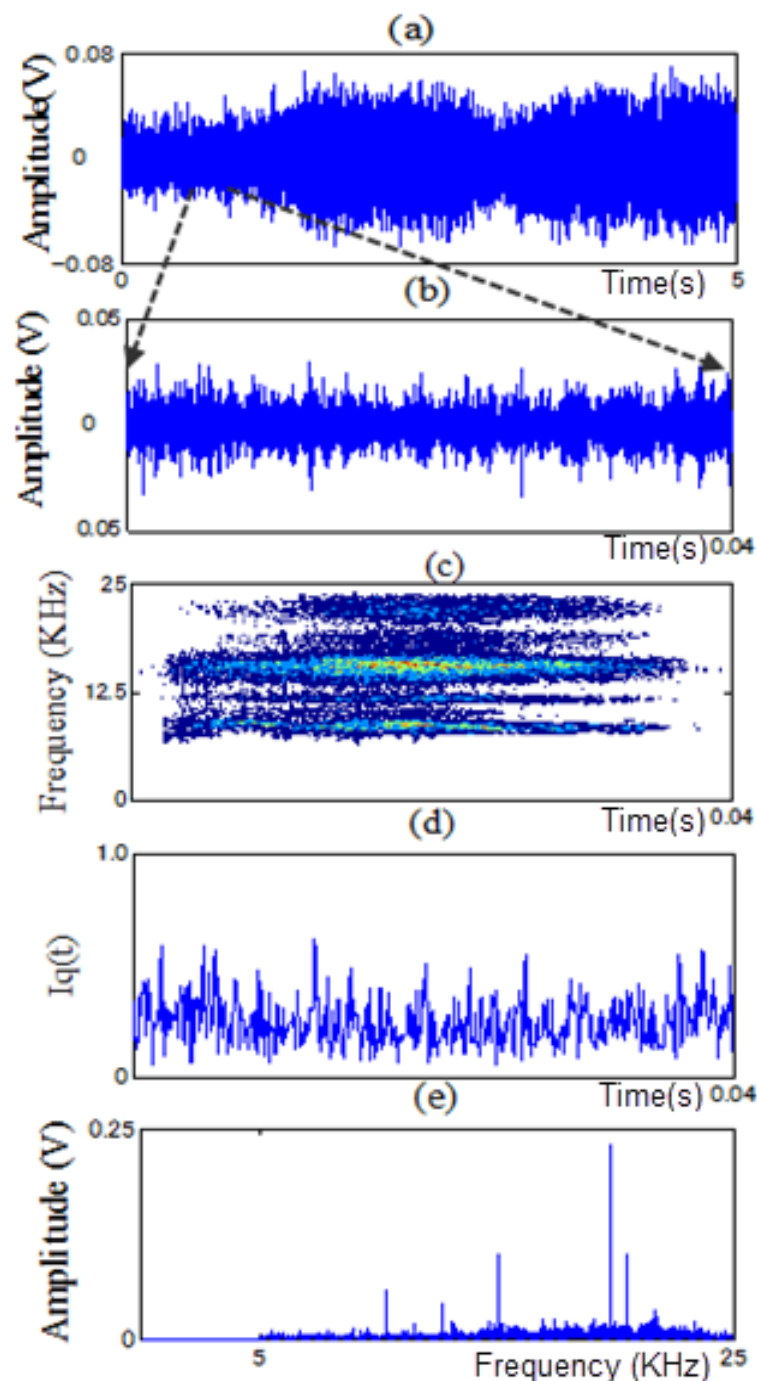 (a)
0.08
Amplitude(V)
0
−0.08
0
Time(s)
5
(b)
0.05
Amplitude (V)
0
0.05
Time(s)
0.04
(c)
25
Frequency (KHz)
12.5
0
Time(s)
0.04
(d)
1.0
Iq(t)
0
Time(s)
0.04
(e)
0.25
Amplitude (V)
0
5
Frequency (KHz)
25